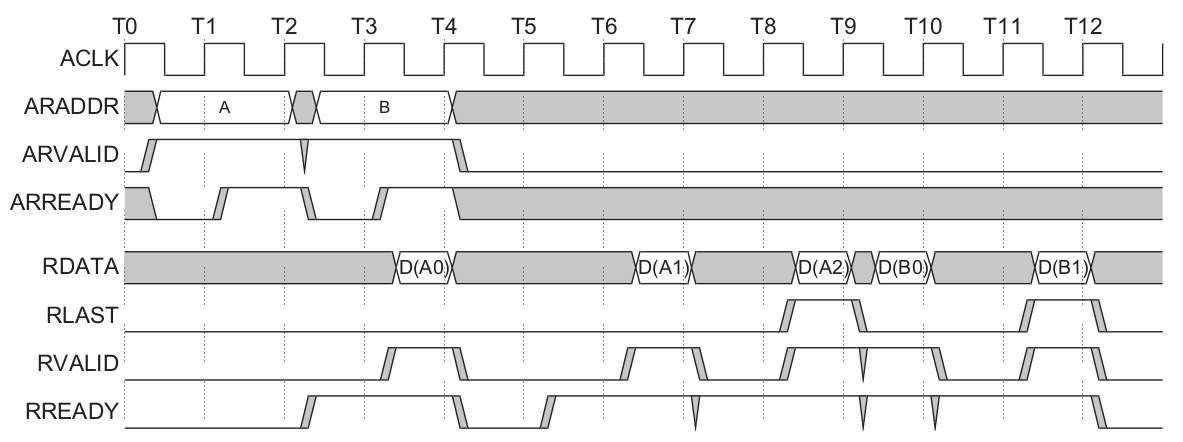 T0 T1 T2 T3 T4 T5 T6 T7 T8 T9 T10 T11 T12
ACLK
ARADDR A B
ARVALID
ARREADY
RDATA D(A0) D(A1) D(A2) D(B0) D(B1)
RLAST
RVALID
RREADY